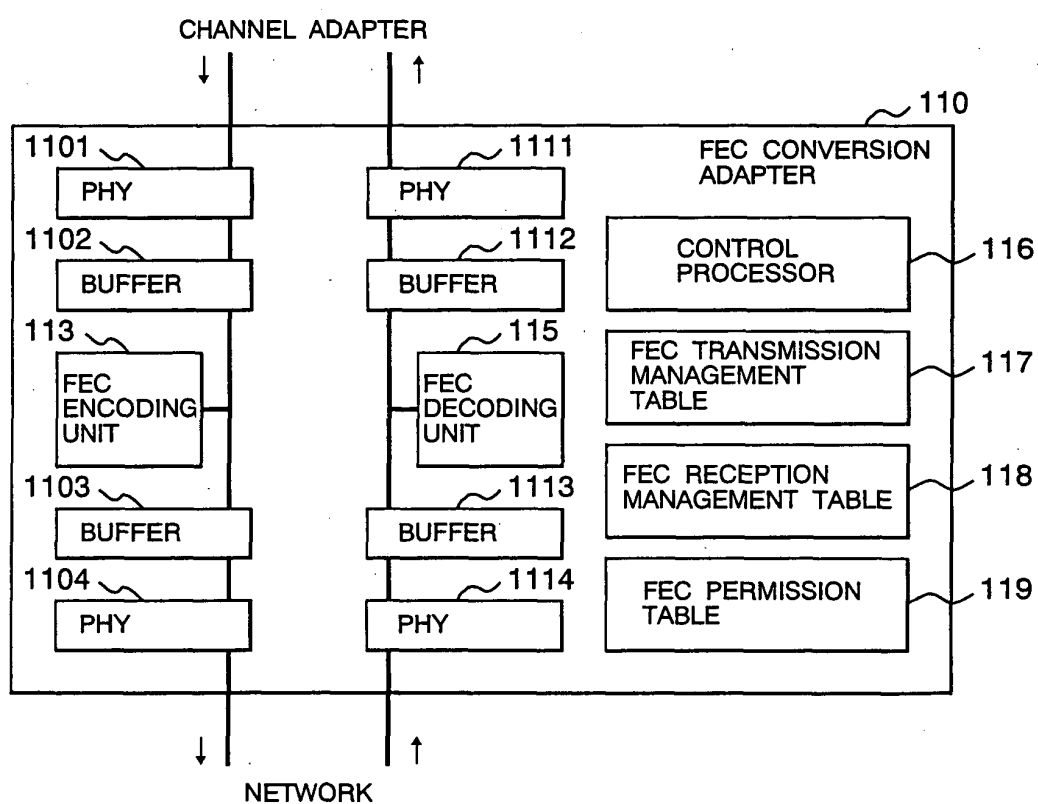 CHANNEL ADAPTER
↓ ↑
110
FEC CONVERSION
ADAPTER
1101
PHY
1111
PHY
1102
BUFFER
1112
BUFFER
CONTROL
PROCESSOR
116
113
FEC
ENCODING
UNIT
115
FEC
DECODING
UNIT
FEC TRANSMISSION
MANAGEMENT
TABLE
117
FEC RECEPTION
MANAGEMENT TABLE
118
1103
BUFFER
1113
BUFFER
1104
PHY
1114
PHY
FEC PERMISSION
TABLE
119
↓ ↑
NETWORK